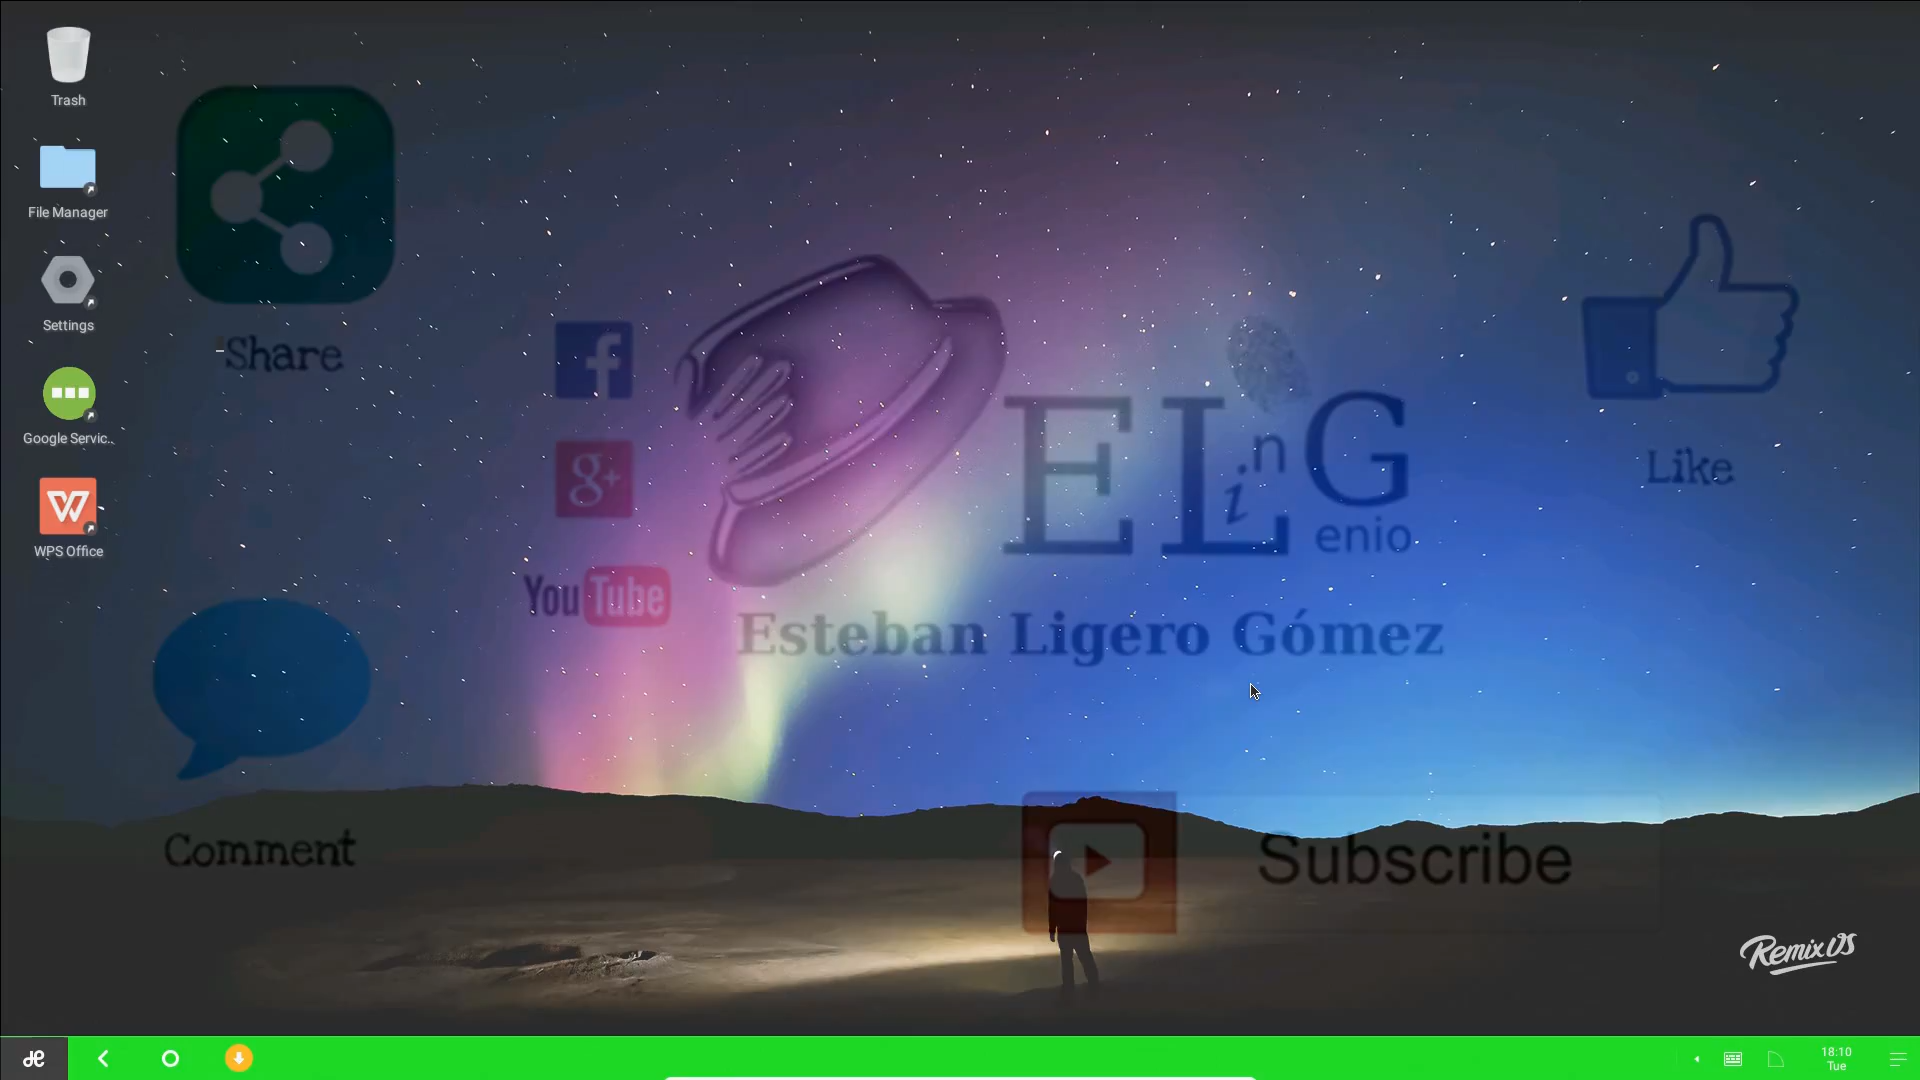 Trash
File Manager
Settings
Google Servic..
WPS Office
Share
f
g+
You Tube
Comment
EL in G
enio
Esteban Ligero Gómez
Like
Subscribe
Remix OS
18:10
Tue